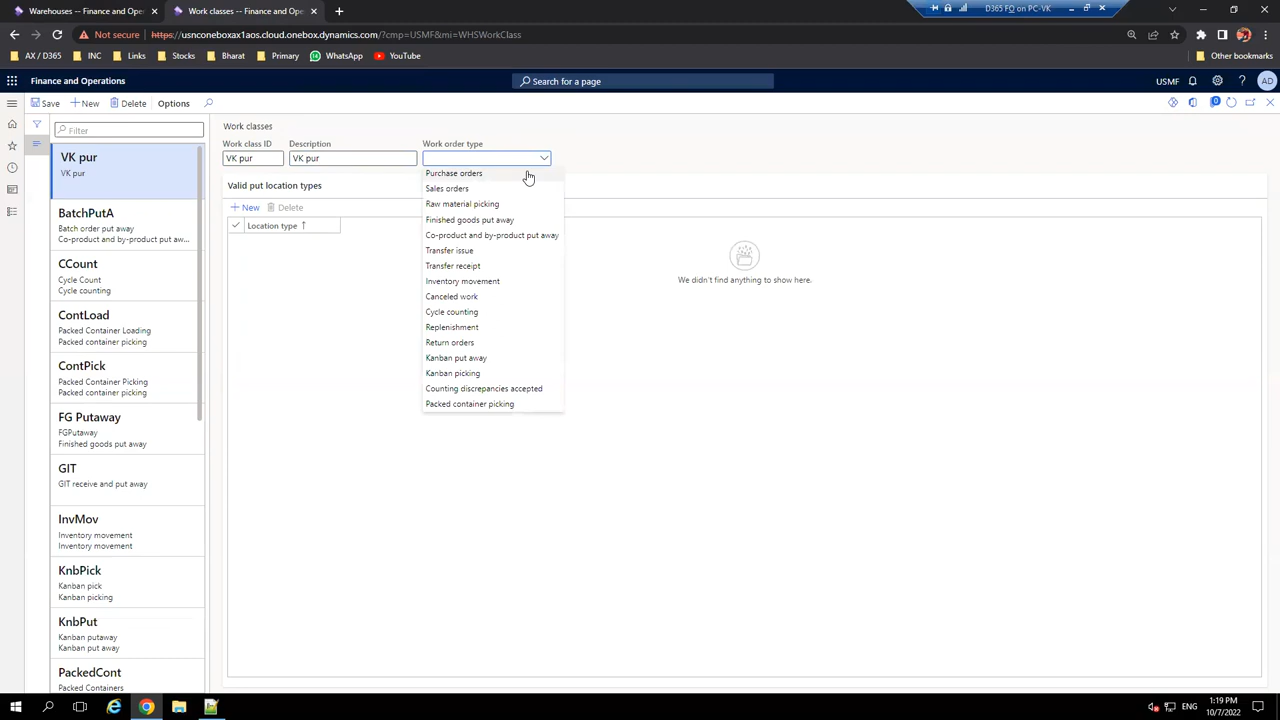 Warehouses -- Finance and Opera
Work classes -- Finance and Ope
D365 FO on PC-VK
Not secure
https://usnconeboxax1aos.cloud.onebox.dynamics.com/?cmp=USMF&mi=WHSWorkClass
AX / D365
INC
Links
Stocks
Bharat
Primary
WhatsApp
YouTube
Other bookmarks
Finance and Operations
Search for a page
USMF
AD
Save
New
Delete
Options
Filter
VK pur
VK pur
BatchPutA
Batch order put away
Co-product and by-product put aw...
CCount
Cycle Count
Cycle counting
ContLoad
Packed Container Loading
Packed container picking
ContPick
Packed Container Picking
Packed container picking
FG Putaway
FGPutaway
Finished goods put away
GIT
GIT receive and put away
InvMov
Inventory movement
Inventory movement
KnbPick
Kanban pick
Kanban picking
KnbPut
Kanban putaway
Kanban put away
PackedCont
Packed Containers
Work classes
Work class ID
Description
Work order type
VK pur
VK pur
Purchase orders
Sales orders
Raw material picking
Finished goods put away
Co-product and by-product put away
Transfer issue
Transfer receipt
Inventory movement
Canceled work
Cycle counting
Replenishment
Return orders
Kanban put away
Kanban picking
Counting discrepancies accepted
Packed container picking
Valid put location types
New
Delete
Location type
We didn't find anything to show here.
ENG
1:19 PM
10/7/2022